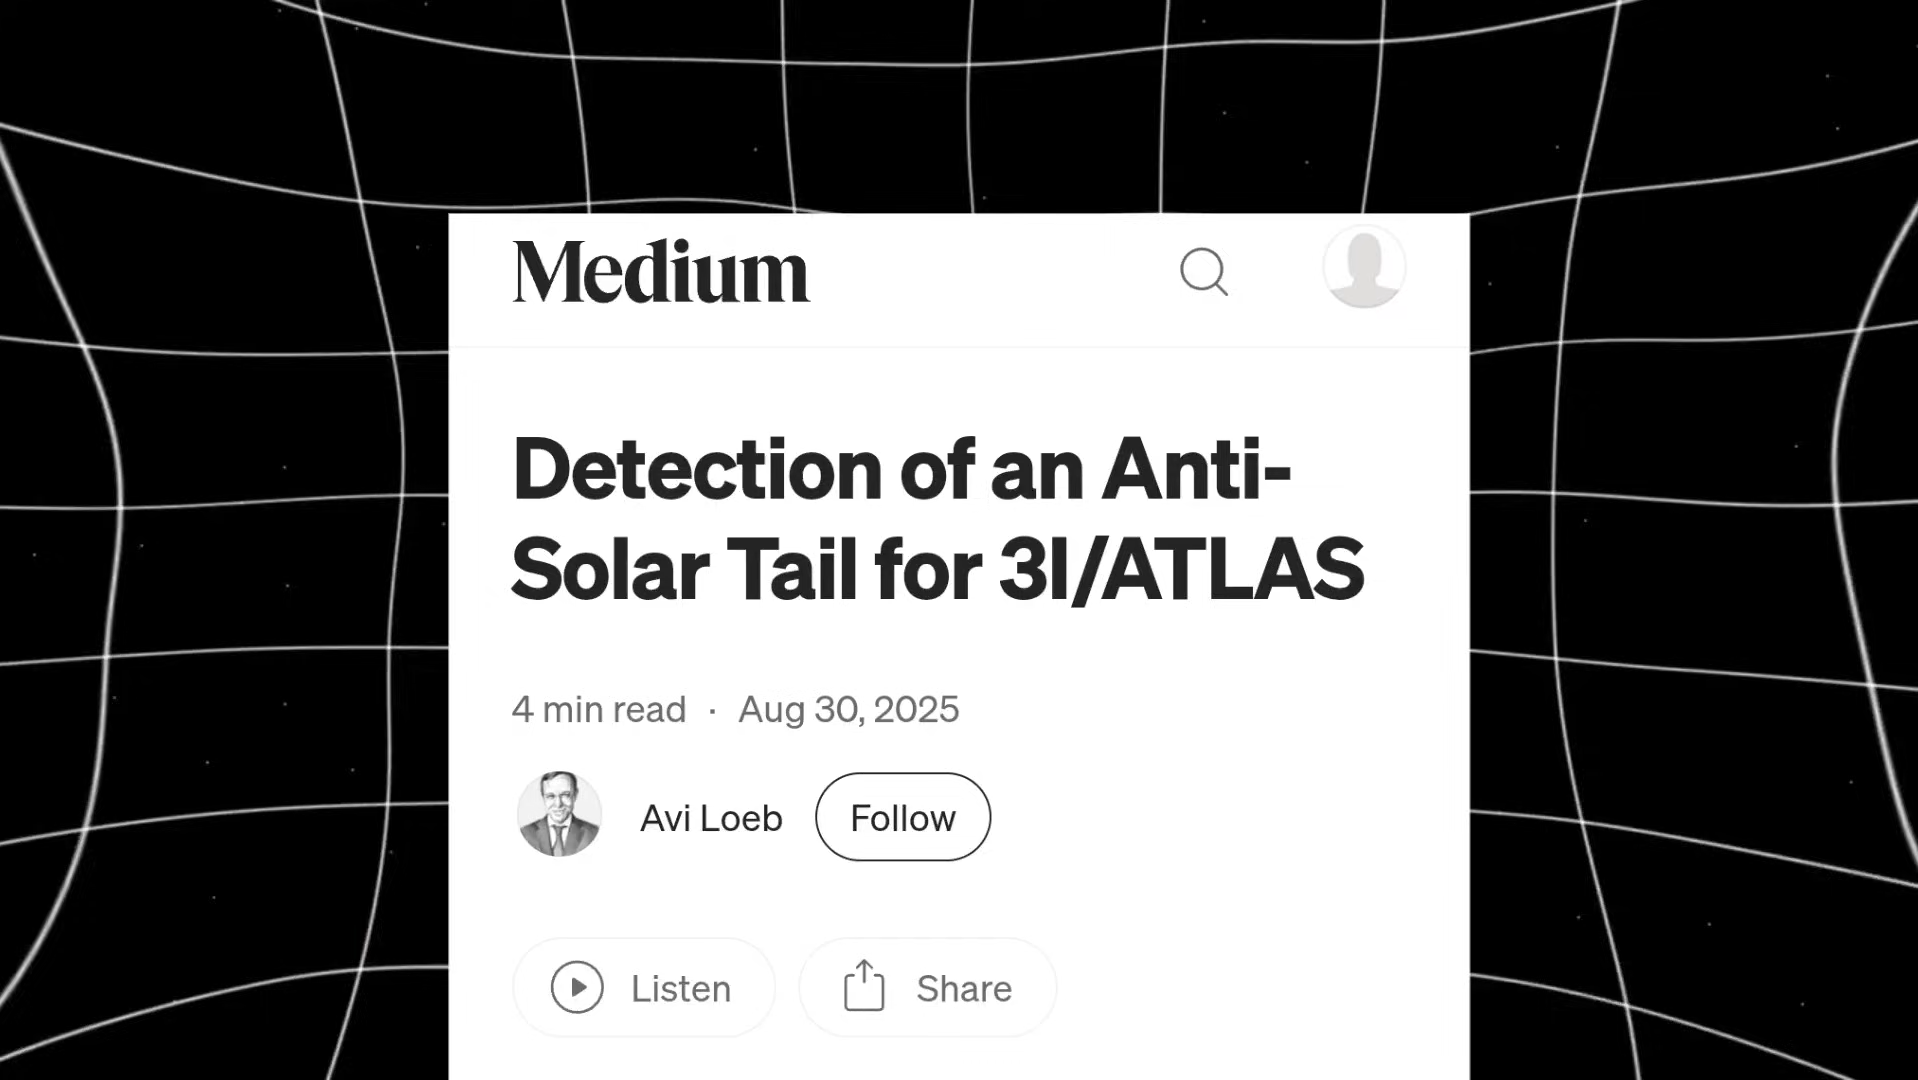 Medium
Detection of an Anti-
Solar Tail for 3I/ATLAS
4 min read · Aug 30, 2025
Avi Loeb
Follow
Listen
Share